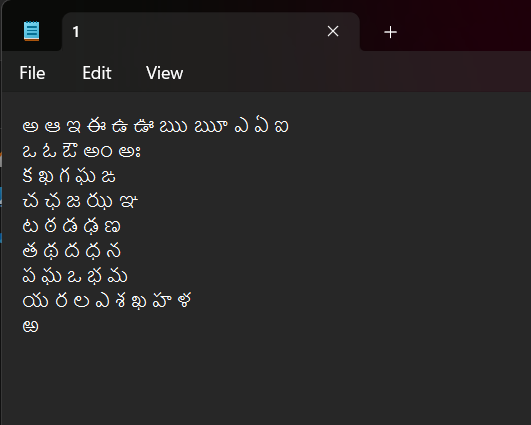 1
File Edit View
అ ఆ ఇ ఈ ఉ ఊ ఋ ౠ ఎ ఏ ఐ
ఒ ఓ ఔ అం అః
క ఖ గ ఘ ఙ
చ ఛ జ ఝ ఞ
ట ఠ డ ఢ ణ
త థ ద ధ న
ప ఘ ఒ భ మ
య ర ల ఎ శ ఖ హ ళ
ఱ